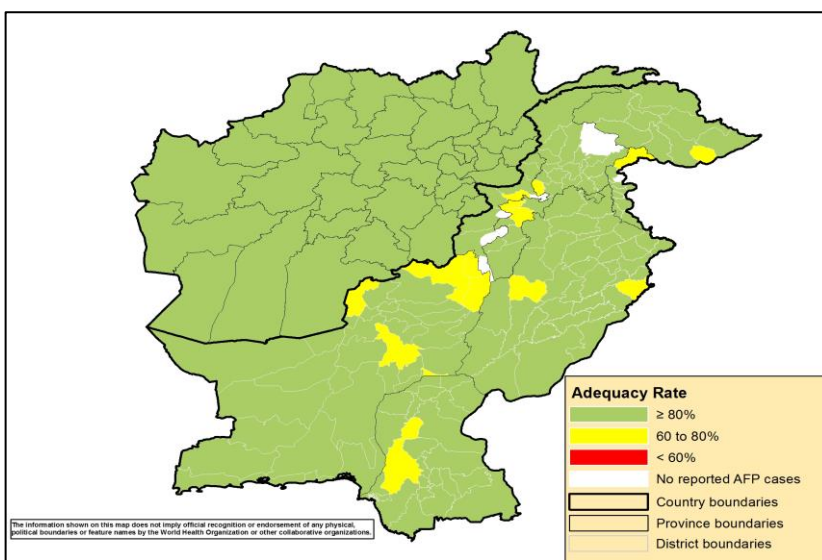 Adequacy Rate
≥ 80%
60 to 80%
< 60%
No reported AFP cases
Country boundaries
Province boundaries
District boundaries
The information shown on this map does not imply official recognition or endorsement of any physical,
political boundaries or feature names by the World Health Organization or other collaborative organizations.